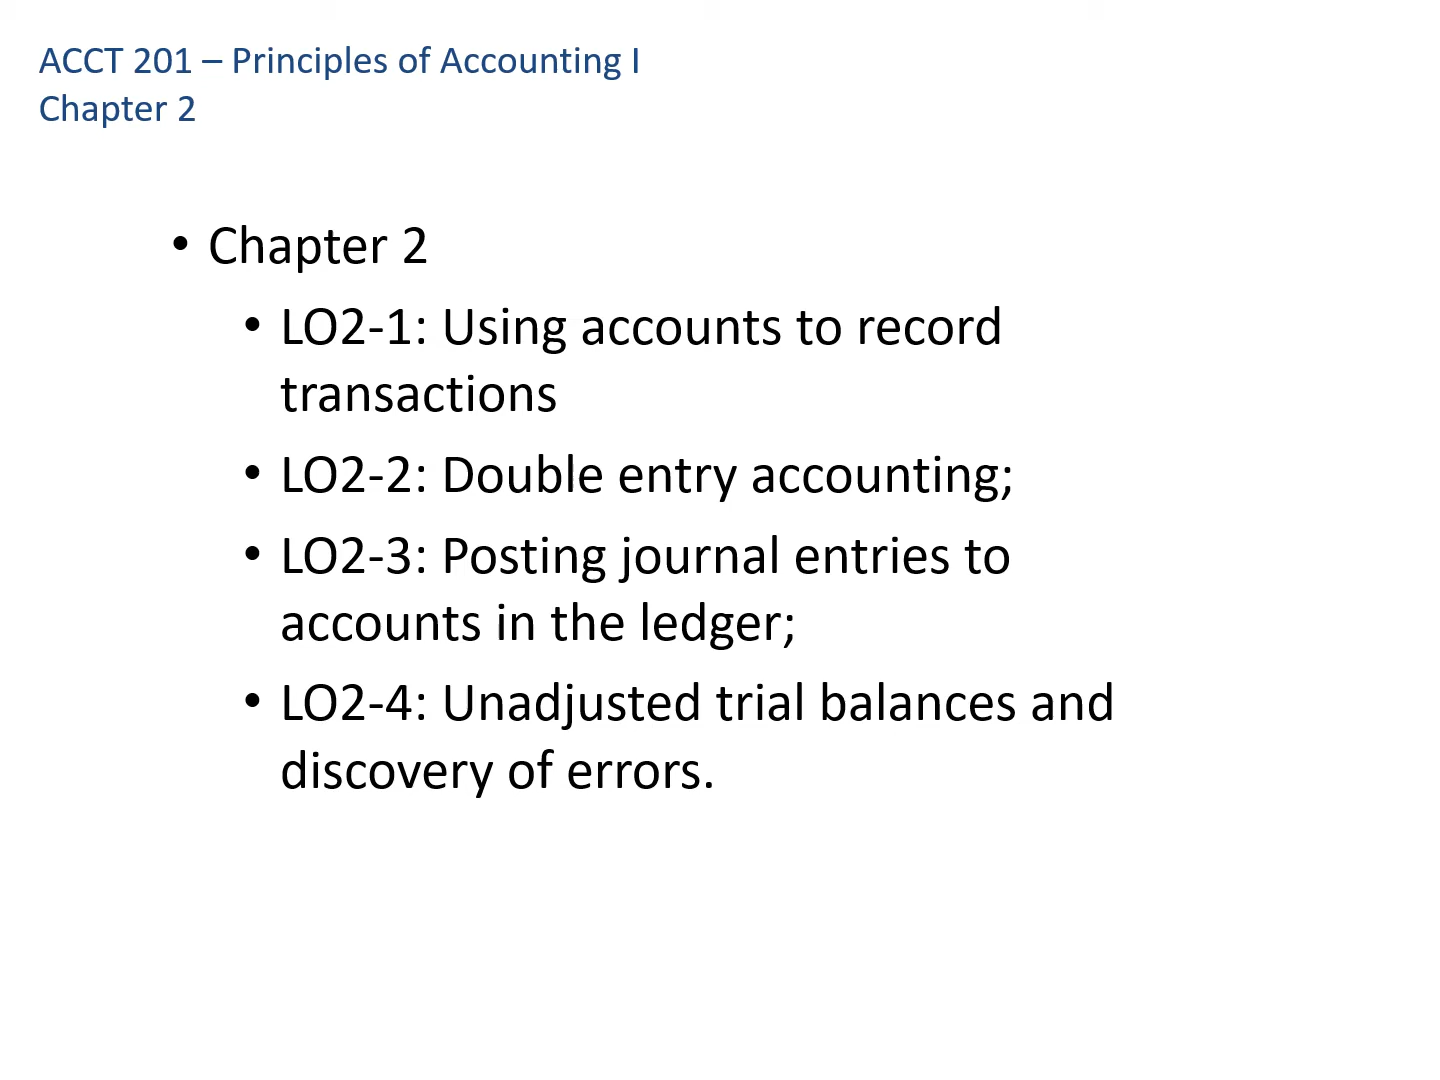 ACCT 201 – Principles of Accounting I
Chapter 2
• Chapter 2
• LO2-1: Using accounts to record
transactions
• LO2-2: Double entry accounting;
• LO2-3: Posting journal entries to
accounts in the ledger;
• LO2-4: Unadjusted trial balances and
discovery of errors.